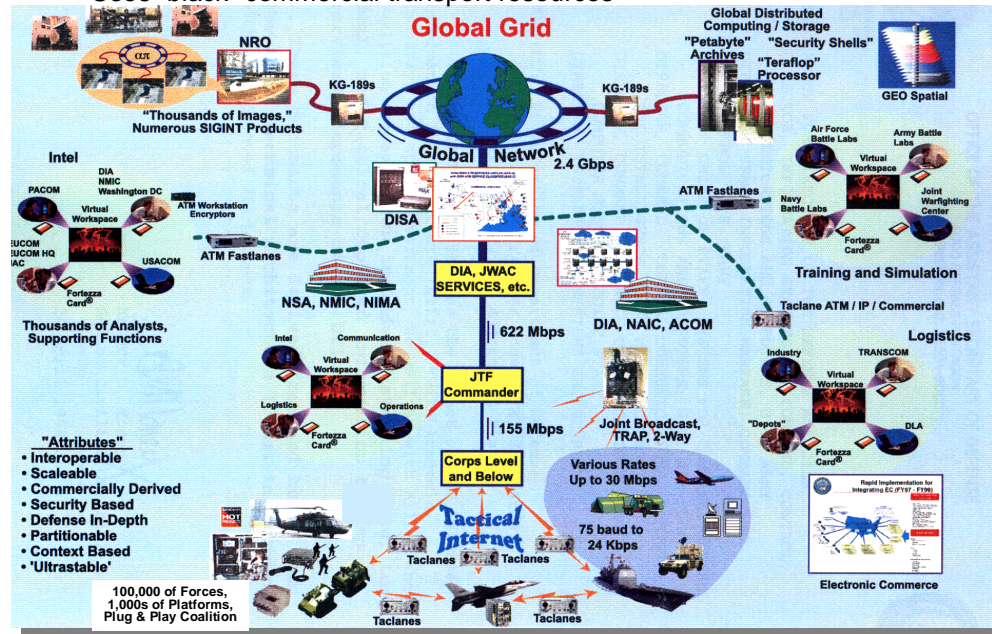 Global Grid
NRO
KG-189s
KG-189s
"Thousands of Images,"
Numerous SIGINT Products
Global Distributed
Computing / Storage
"Petabyte"
Archives
"Security Shells"
"Teraflop"
Processor
GEO Spatial
Global Network
2.4 Gbps
Intel
PACOM
DIA
NMIC
Washington DC
Virtual
Workspace
ATM Workstation
Encryptors
EUCOM
EUCOM HQ
USACOM
Fortezza
Card®
Thousands of Analysts,
Supporting Functions
ATM Fastlanes
DISA
ATM Fastlanes
Air Force
Battle Labs
Army Battle
Labs
Virtual
Workspace
Navy
Battle Labs
Joint
Warfighting
Center
Fortezza
Card®
Training and Simulation
NSA, NMIC, NIMA
DIA, JWAC
SERVICES, etc.
DIA, NAIC, ACOM
Taclane ATM / IP / Commercial
622 Mbps
Intel
Communication
Virtual
Workspace
Logistics
Operations
Fortezza
Card®
JTF
Commander
Joint Broadcast,
TRAP, 2-Way
Logistics
Industry
TRANSCOM
Virtual
Workspace
"Depots"
DLA
Fortezza
Card®
155 Mbps
Corps Level
and Below
"Attributes"
• Interoperable
• Scaleable
• Commercially Derived
• Security Based
• Defense In-Depth
• Partitionable
• Context Based
• 'Ultrastable'
Various Rates
Up to 30 Mbps
75 baud to
24 Kbps
Tactical
Internet
Taclanes
Taclanes
Taclanes
Taclanes
Taclanes
Taclanes
Rapid Implementation for
Integrating EC (FY97 - FY99)
Electronic Commerce
100,000 of Forces,
1,000s of Platforms,
Plug & Play Coalition